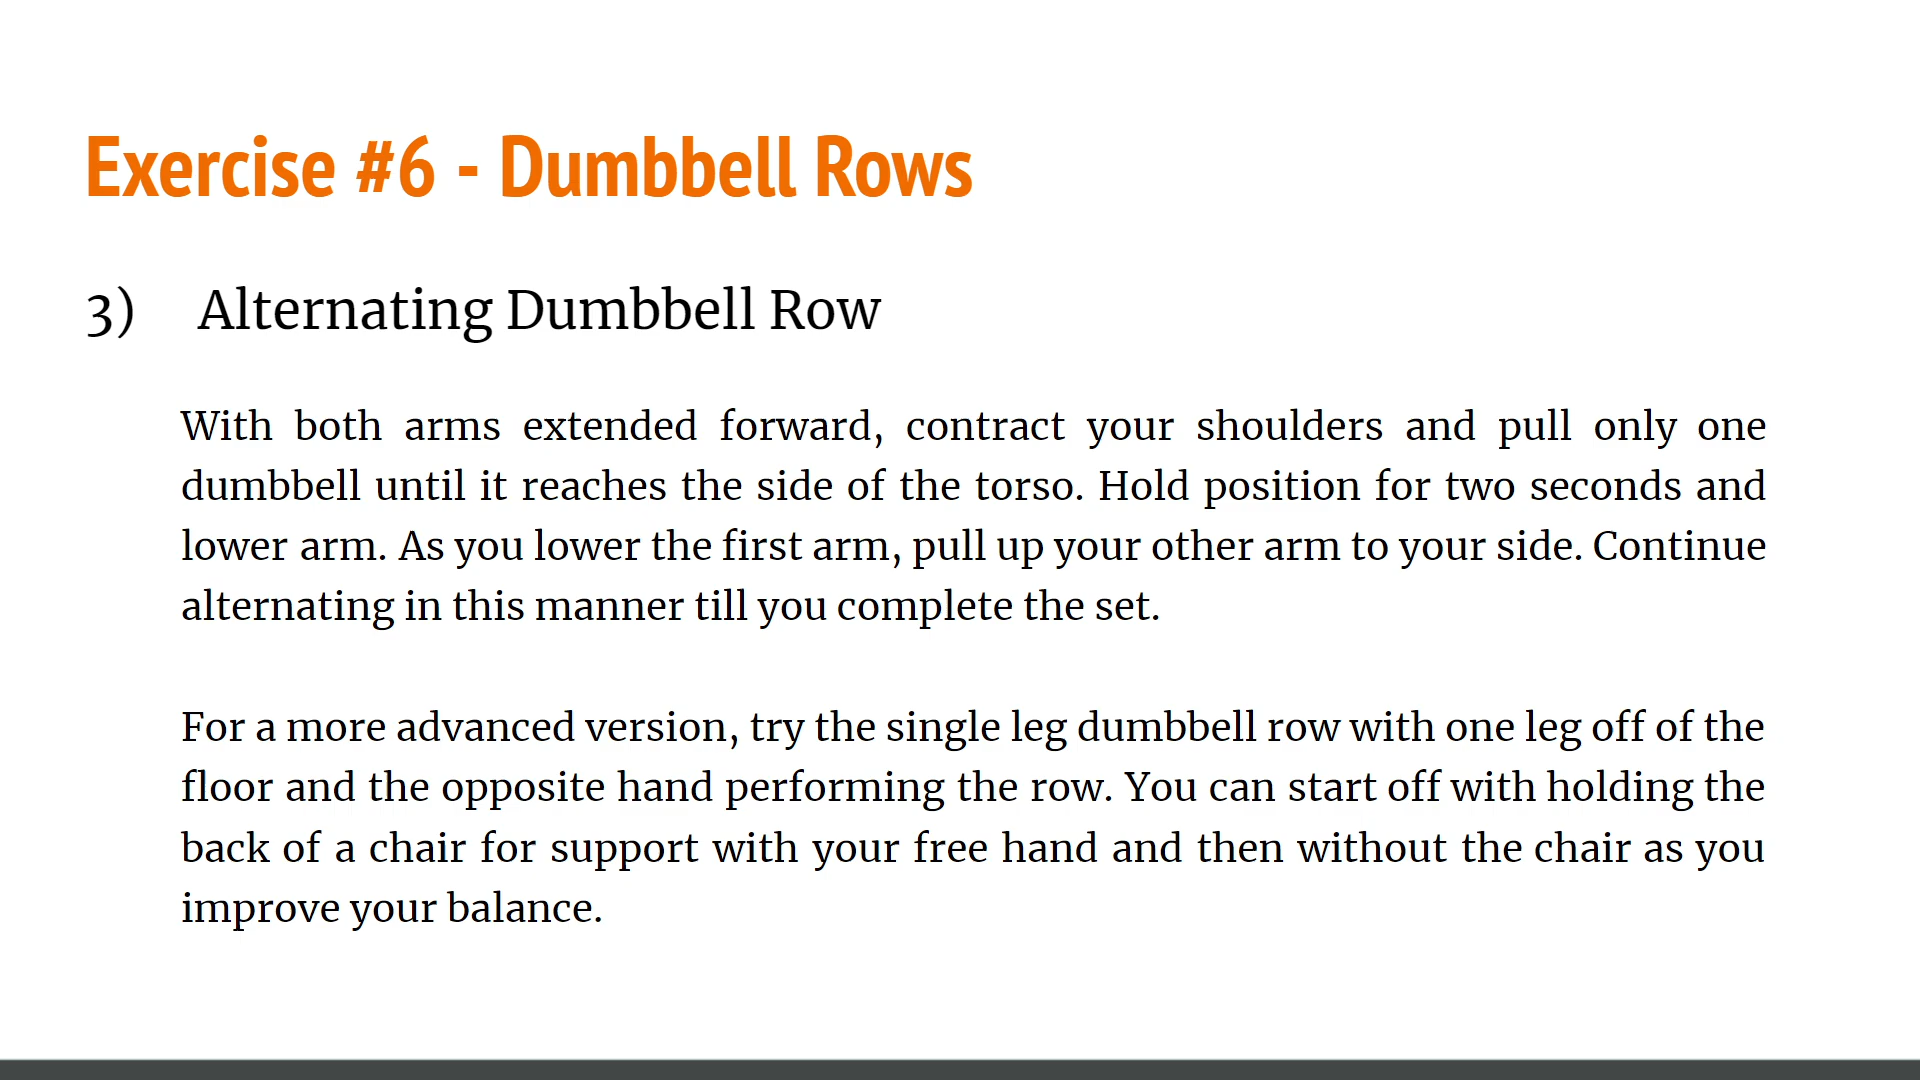 Exercise #6 - Dumbbell Rows
3) Alternating Dumbbell Row
With both arms extended forward, contract your shoulders and pull only one
dumbbell until it reaches the side of the torso. Hold position for two seconds and
lower arm. As you lower the first arm, pull up your other arm to your side. Continue
alternating in this manner till you complete the set.
For a more advanced version, try the single leg dumbbell row with one leg off of the
floor and the opposite hand performing the row. You can start off with holding the
back of a chair for support with your free hand and then without the chair as you
improve your balance.